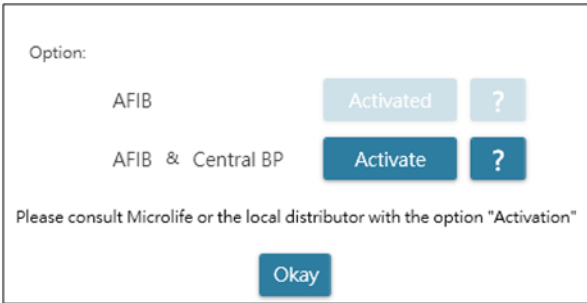 Option:
AFIB Activated ?
AFIB & Central BP Activate ?
Please consult Microlife or the local distributor with the option "Activation"
Okay